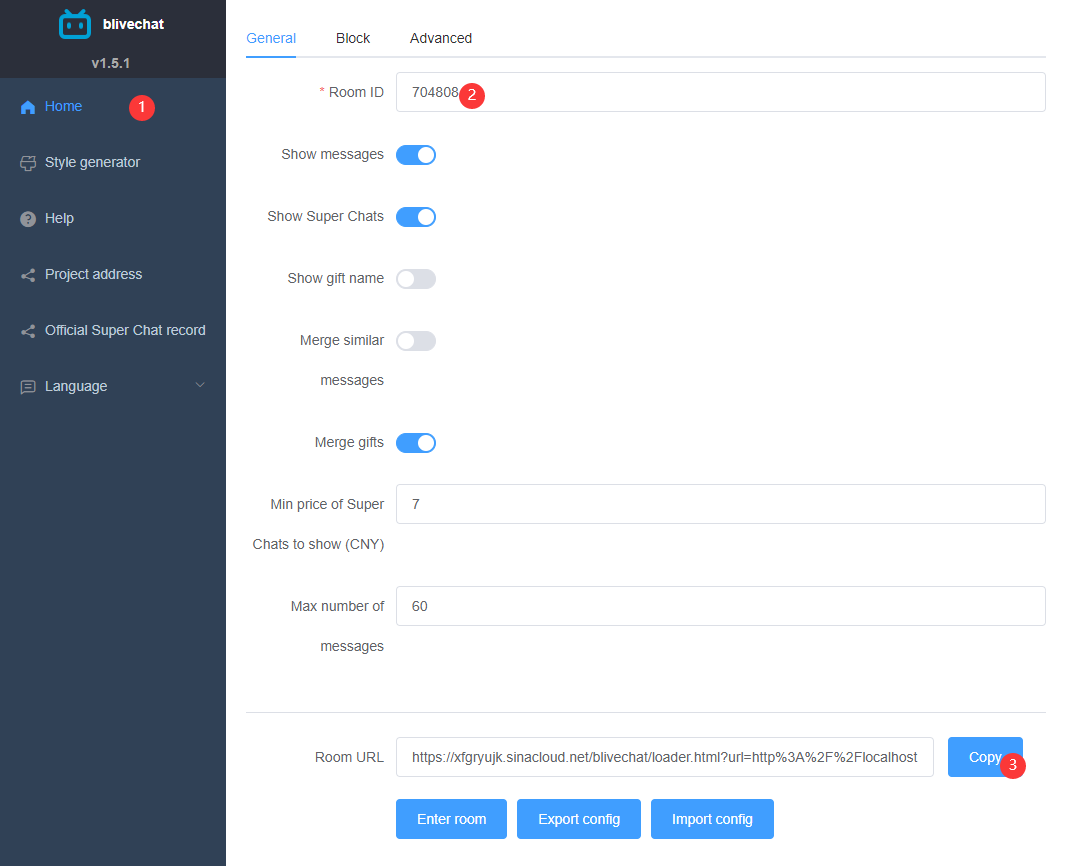 blivechat
v1.5.1
Home
1
Style generator
Help
Project address
Official Super Chat record
Language
General Block Advanced
* Room ID 704808 2
Show messages
Show Super Chats
Show gift name
Merge similar
messages
Merge gifts
Min price of Super
Chats to show (CNY)
7
Max number of
messages
60
Room URL https://xfgryujk.sinacloud.net/blivechat/loader.html?url=http%3A%2F%2Flocalhost Copy 3
Enter room Export config Import config